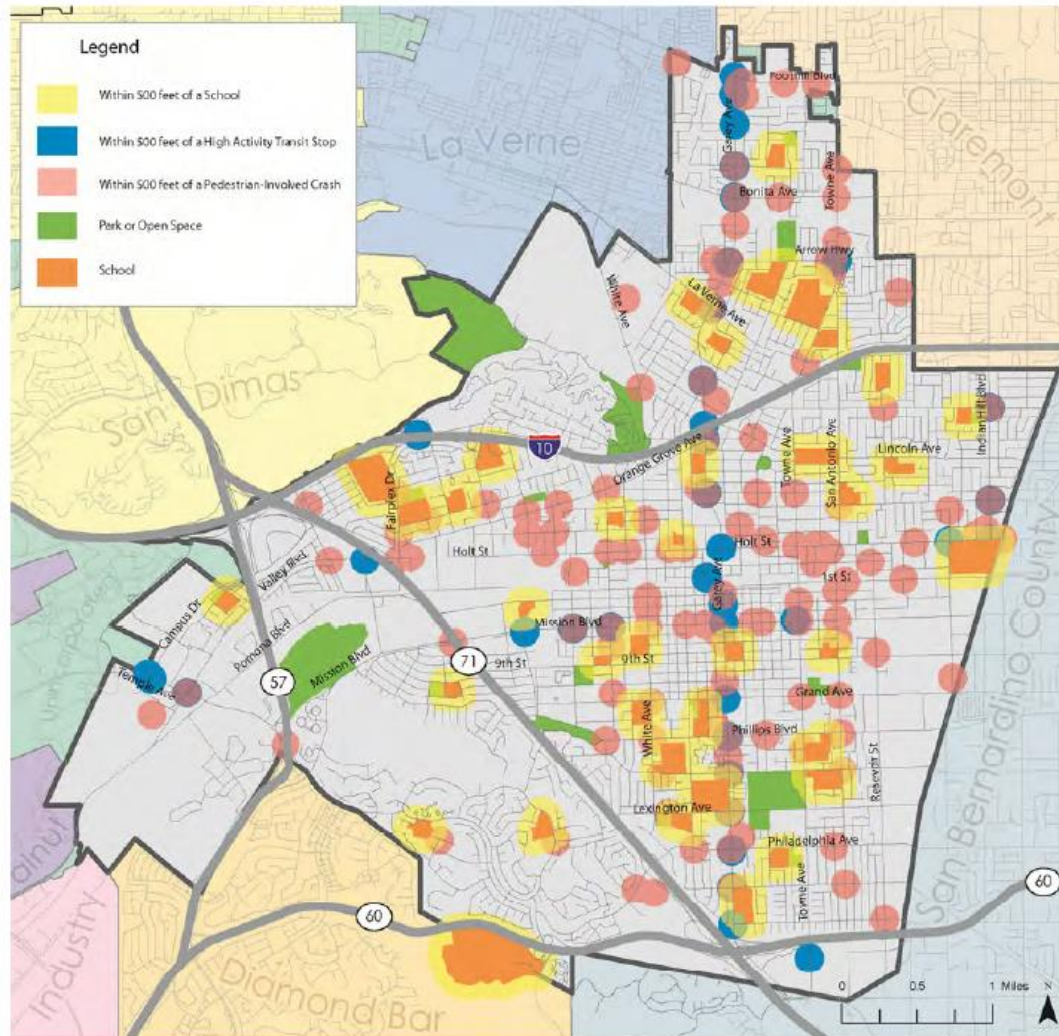 Legend
Within 500 feet of a School
Within 500 feet of a High Activity Transit Stop
Within 500 feet of a Pedestrian-Involved Crash
Park or Open Space
School
La Verne
Claremont
San Dimas
Foothill Blvd
Garey Ave
Towne Ave
Bonita Ave
Arrow Hwy
White Ave
La Verne Ave
10
Orange Grove Ave
Towne Ave
San Antonio Ave
Lincoln Ave
Indian Hill Blvd
Fairplex Dr
Holt St
Holt St
Valley Blvd
1st St
Garey Ave
Campus Dr
Pomona Blvd
Mission Blvd
Mission Blvd
9th St
9th St
71
57
Temple Ave
Grand Ave
White Ave
Phillips Blvd
Reservoir St
Lexington Ave
Philadelphia Ave
Towne Ave
San Bernardino County
Walnut
Industry
Diamond Bar
60
60
0 0.5 1 Miles
N